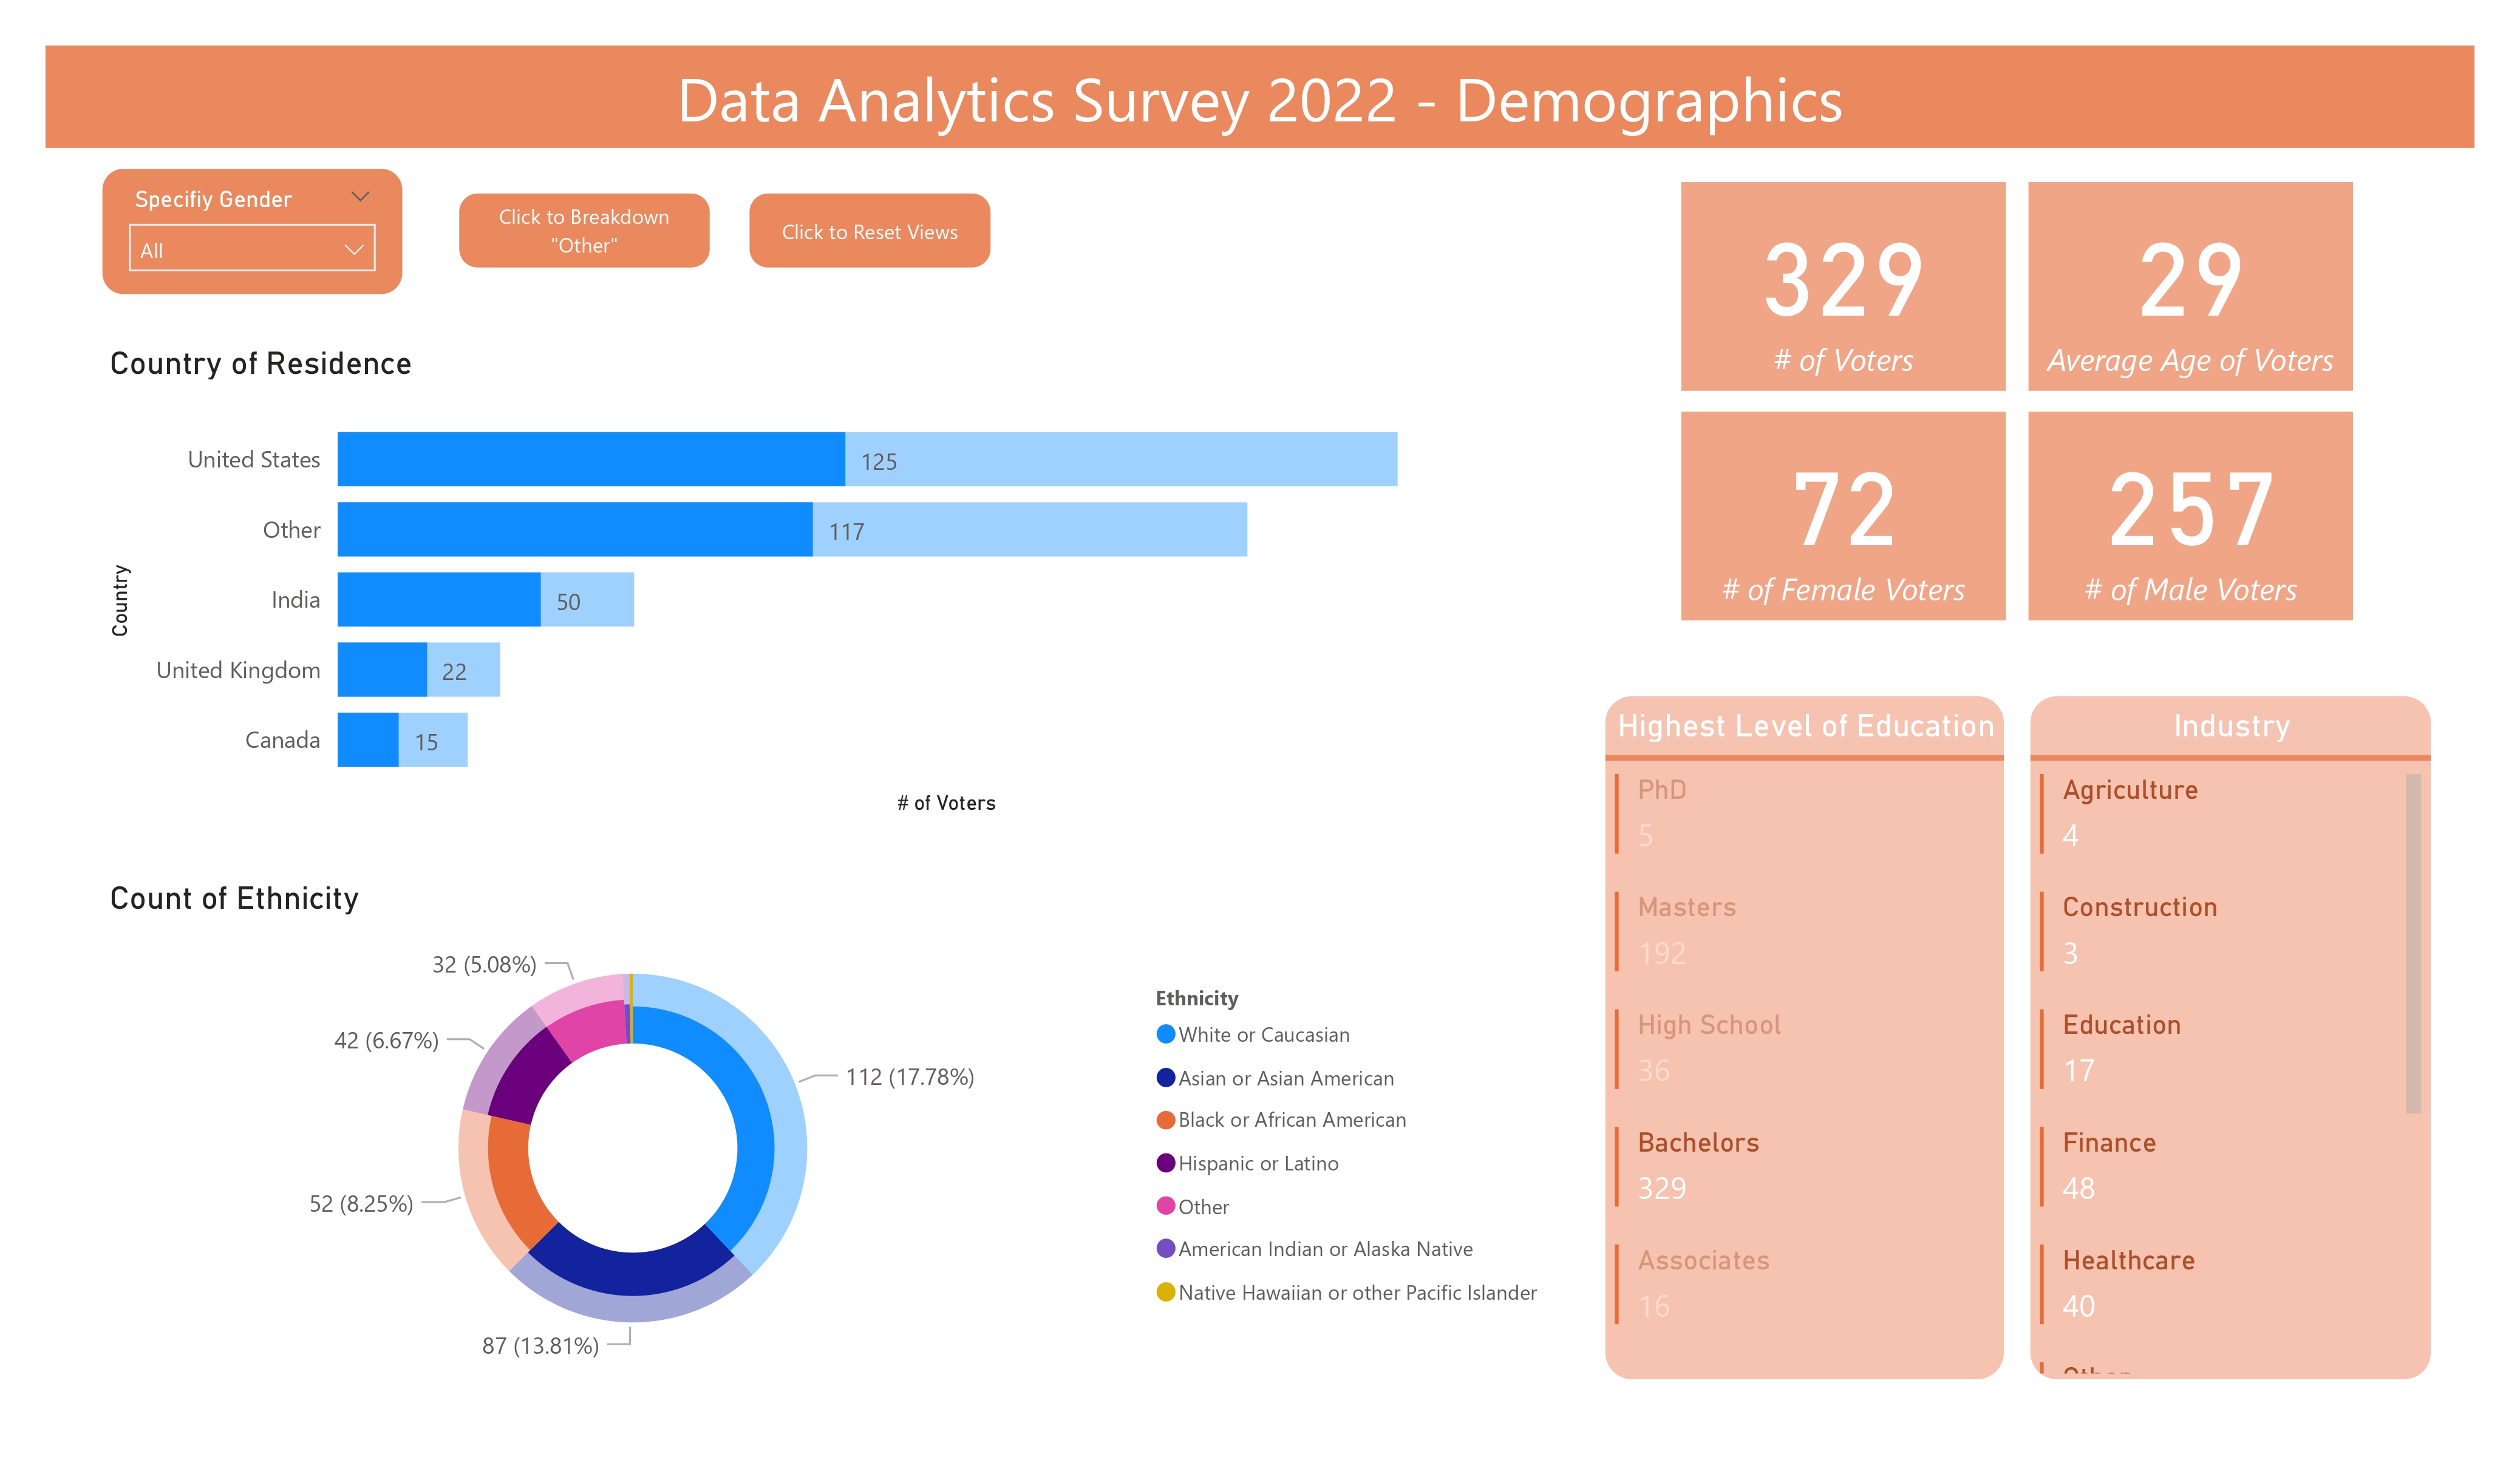 Data Analytics Survey 2022 - Demographics
Specifiy Gender
All
Click to Breakdown
"Other"
Click to Reset Views
329
# of Voters
29
Average Age of Voters
72
# of Female Voters
257
# of Male Voters
Country of Residence
Country
United States
125
Other
117
India
50
United Kingdom
22
Canada
15
# of Voters
Count of Ethnicity
32 (5.08%)
42 (6.67%)
112 (17.78%)
52 (8.25%)
87 (13.81%)
Ethnicity
White or Caucasian
Asian or Asian American
Black or African American
Hispanic or Latino
Other
American Indian or Alaska Native
Native Hawaiian or other Pacific Islander
Highest Level of Education
PhD
5
Masters
192
High School
36
Bachelors
329
Associates
16
Industry
Agriculture
4
Construction
3
Education
17
Finance
48
Healthcare
40